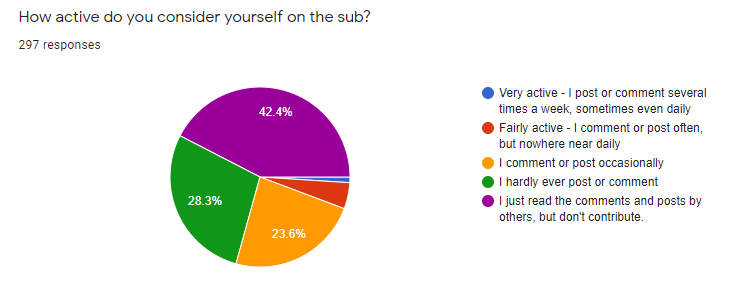 How active do you consider yourself on the sub?
297 responses
42.4%
28.3%
23.6%
Very active - I post or comment several
times a week, sometimes even daily
Fairly active - I comment or post often,
but nowhere near daily
I comment or post occasionally
I hardly ever post or comment
I just read the comments and posts by
others, but don't contribute.